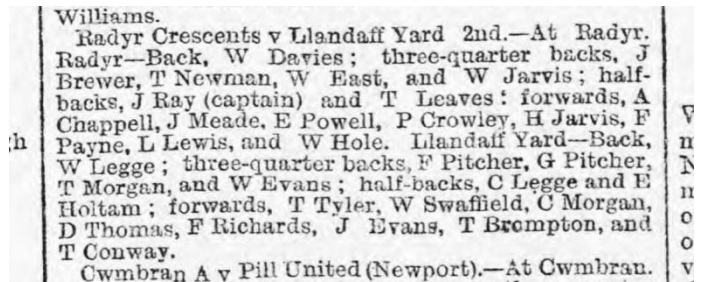 Williams.
Radyr Crescents v Llandaff Yard 2nd.—At Radyr.
Radyr—Back, W Davies; three-quarter backs, J
Brewer, T Newman, W East, and W Jarvis; half-
backs, J Ray (captain) and T Leaves: forwards, A
Chappell, J Meade, E Powell, P Crowley, H Jarvis, F
Payne, L Lewis, and W Hole. Llandaff Yard—Back,
W Legge; three-quarter backs, F Pitcher, G Pitcher,
T Morgan, and W Evans; half-backs, C Legge and E
Holtam; forwards, T Tyler, W Swaffield, C Morgan,
D Thomas, F Richards, J Evans, T Brompton, and
T Conway.
Cwmbran A v Pill United (Newport).—At Cwmbran.